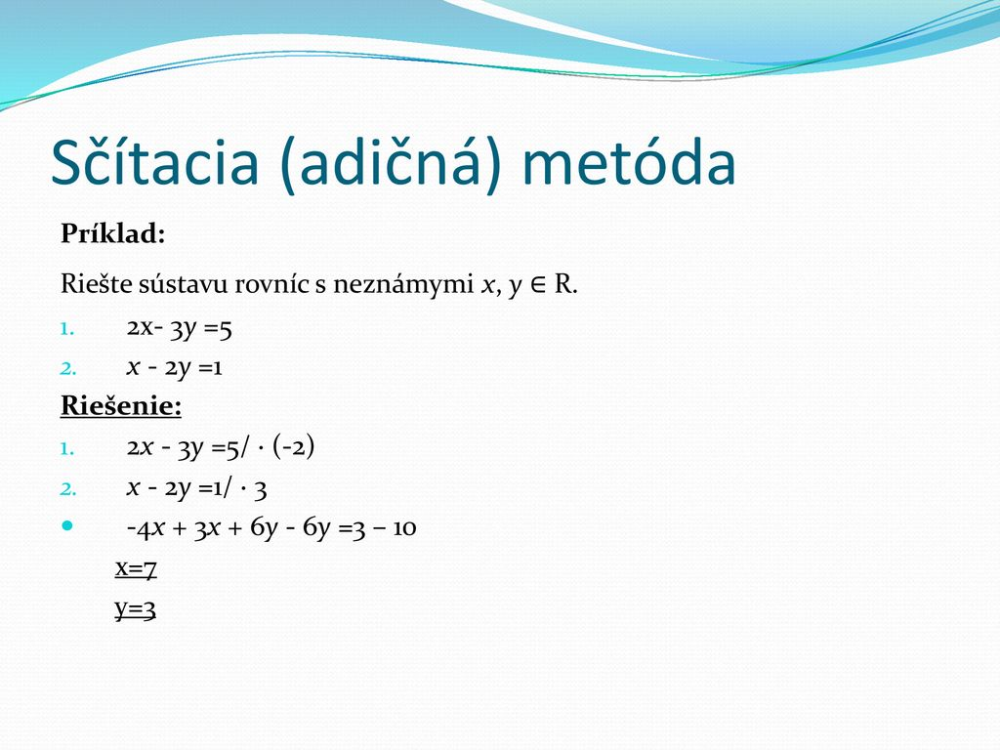 Sčítacia (adičná) metóda
Príklad:
Riešte sústavu rovníc s neznámymi x, y ∈ R.
1. 2x- 3y =5
2. x - 2y =1
Riešenie:
1. 2x - 3y =5/ · (-2)
2. x - 2y =1/ · 3
• -4x + 3x + 6y - 6y =3 – 10
x=7
y=3